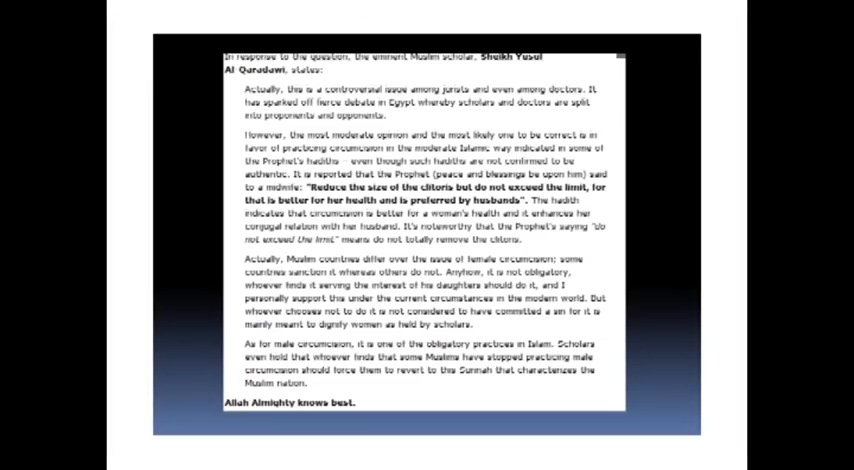 In response to the question, the eminent Muslim scholar, Sheikh Yusuf
Al-Qaradawi, states:
Actually, this is a controversial issue among jurists and even among doctors. It
has sparked off fierce debate in Egypt whereby scholars and doctors are split
into proponents and opponents.
However, the most moderate opinion and the most likely one to be correct is in
favor of practicing circumcision in the moderate Islamic way indicated in some of
the Prophet's hadiths – even though such hadiths are not confirmed to be
authentic. It is reported that the Prophet (peace and blessings be upon him) said
to a midwife: "Reduce the size of the clitoris but do not exceed the limit, for
that is better for her health and is preferred by husbands". The hadith
indicates that circumcision is better for a woman's health and it enhances her
conjugal relation with her husband. It's noteworthy that the Prophet's saying "do
not exceed the limit" means do not totally remove the clitoris.
Actually, Muslim countries differ over the issue of female circumcision; some
countries sanction it whereas others do not. Anyhow, it is not obligatory,
whoever finds it serving the interest of his daughters should do it, and I
personally support this under the current circumstances in the modern world. But
whoever chooses not to do it is not considered to have committed a sin for it is
mainly meant to dignify women as held by scholars.
As for male circumcision, it is one of the obligatory practices in Islam. Scholars
even hold that whoever finds that some Muslims have stopped practicing male
circumcision should force them to revert to this Sunnah that characterizes the
Muslim nation.
Allah Almighty knows best.